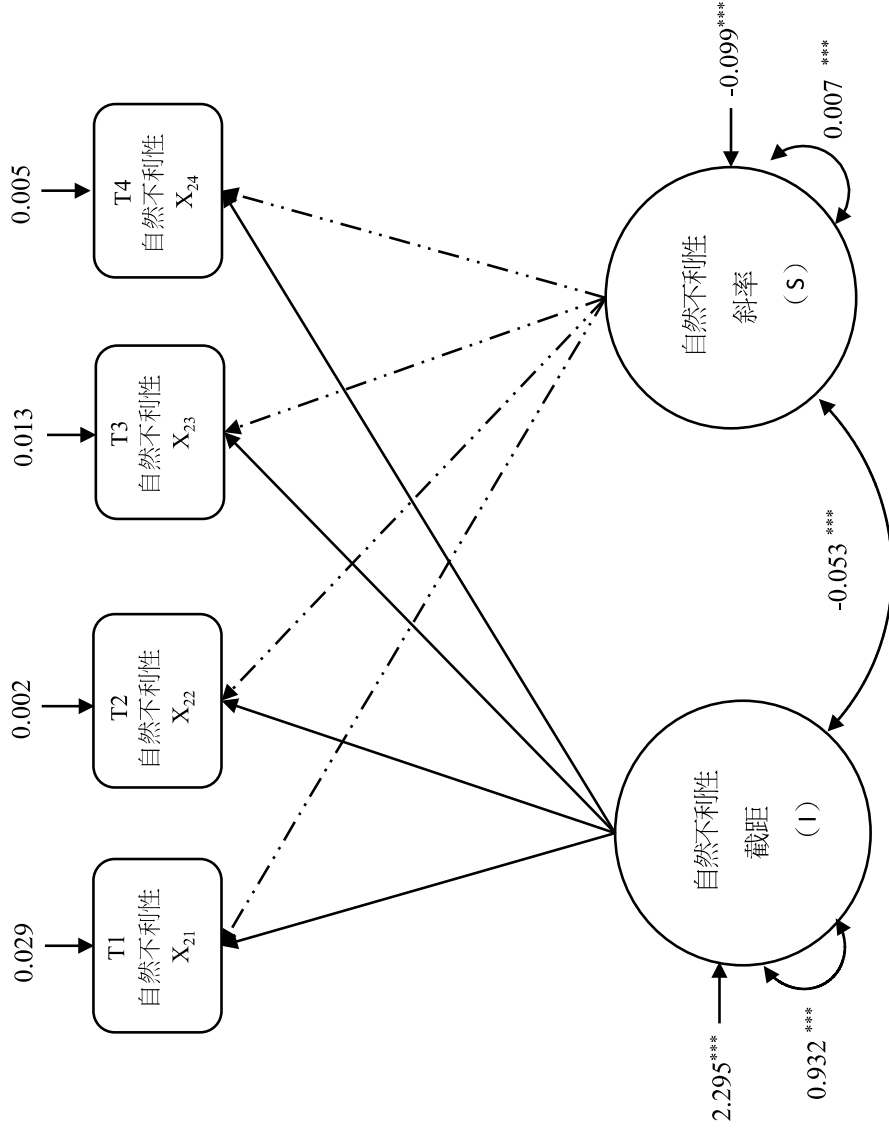 0.029
0.002
0.013
0.005
T1
自然不利性
X₂₁
T2
自然不利性
X₂₂
T3
自然不利性
X₂₃
T4
自然不利性
X₂₄
2.295***
0.932 ***
自然不利性
截距
（I）
-0.053 ***
自然不利性
斜率
（S）
-0.099***
0.007 ***